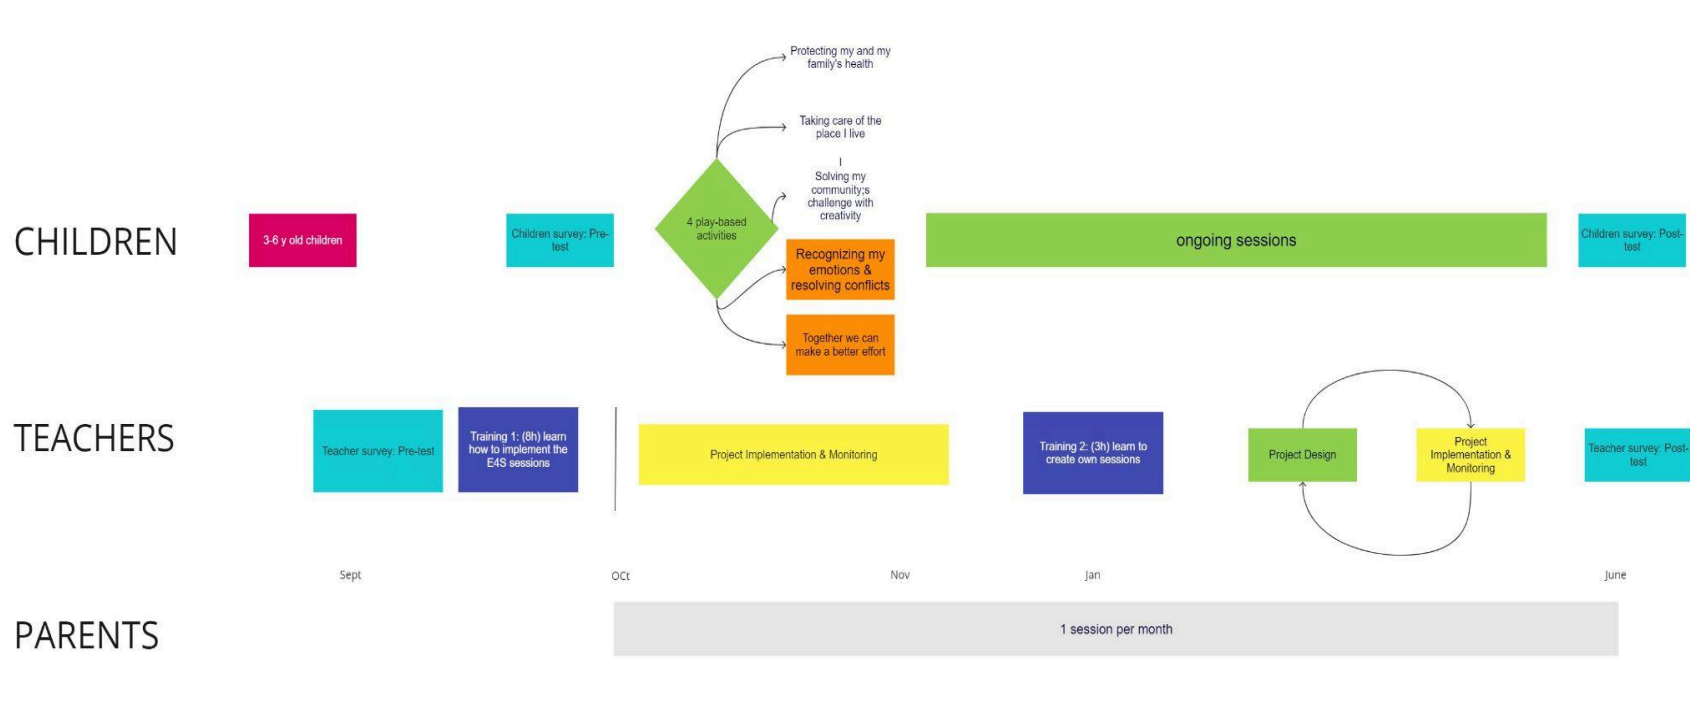 Protecting my and my
family's health
Taking care of the
place I live
I
Solving my
community;s
challenge with
creativity
CHILDREN
3-6 y old children
Children survey: Pre-
test
4 play-based
activities
Recognizing my
emotions &
resolving conflicts
Together we can
make a better effort
ongoing sessions
Children survey: Post-
test
TEACHERS
Teacher survey: Pre-test
Training 1: (8h) learn
how to implement the
E4S sessions
Project Implementation & Monitoring
Training 2: (3h) learn to
create own sessions
Project Design
Project
Implementation &
Monitoring
Teacher survey: Post-
test
Sept
OCt
Nov
Jan
June
PARENTS
1 session per month